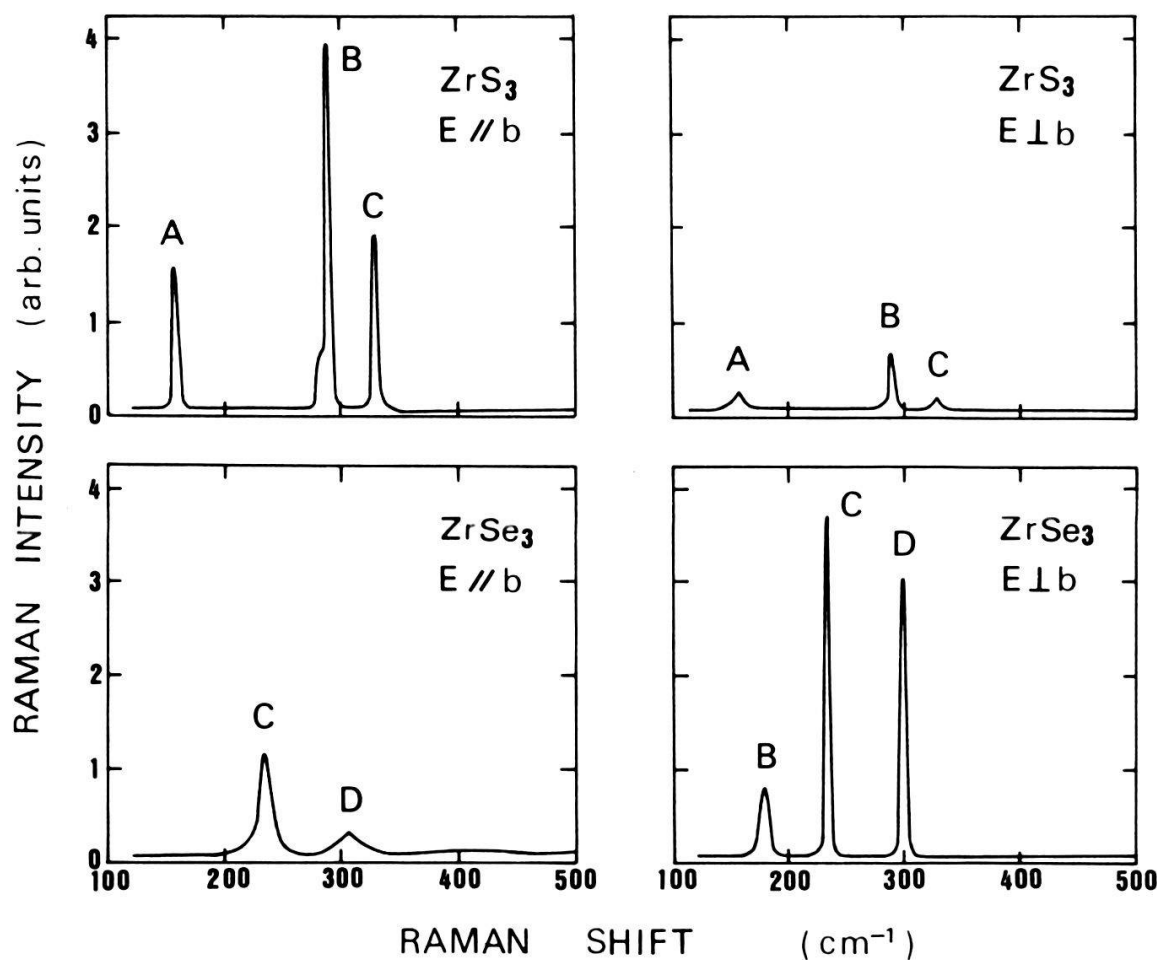 RAMAN INTENSITY (arb. units)
4
3
2
1
0
A
B
C
ZrS₃
E // b
A
B
C
ZrS₃
E ⊥ b
4
3
2
1
0
C
D
ZrSe₃
E // b
100 200 300 400 500
B
C
D
ZrSe₃
E ⊥ b
100 200 300 400 500
RAMAN SHIFT (cm⁻¹)